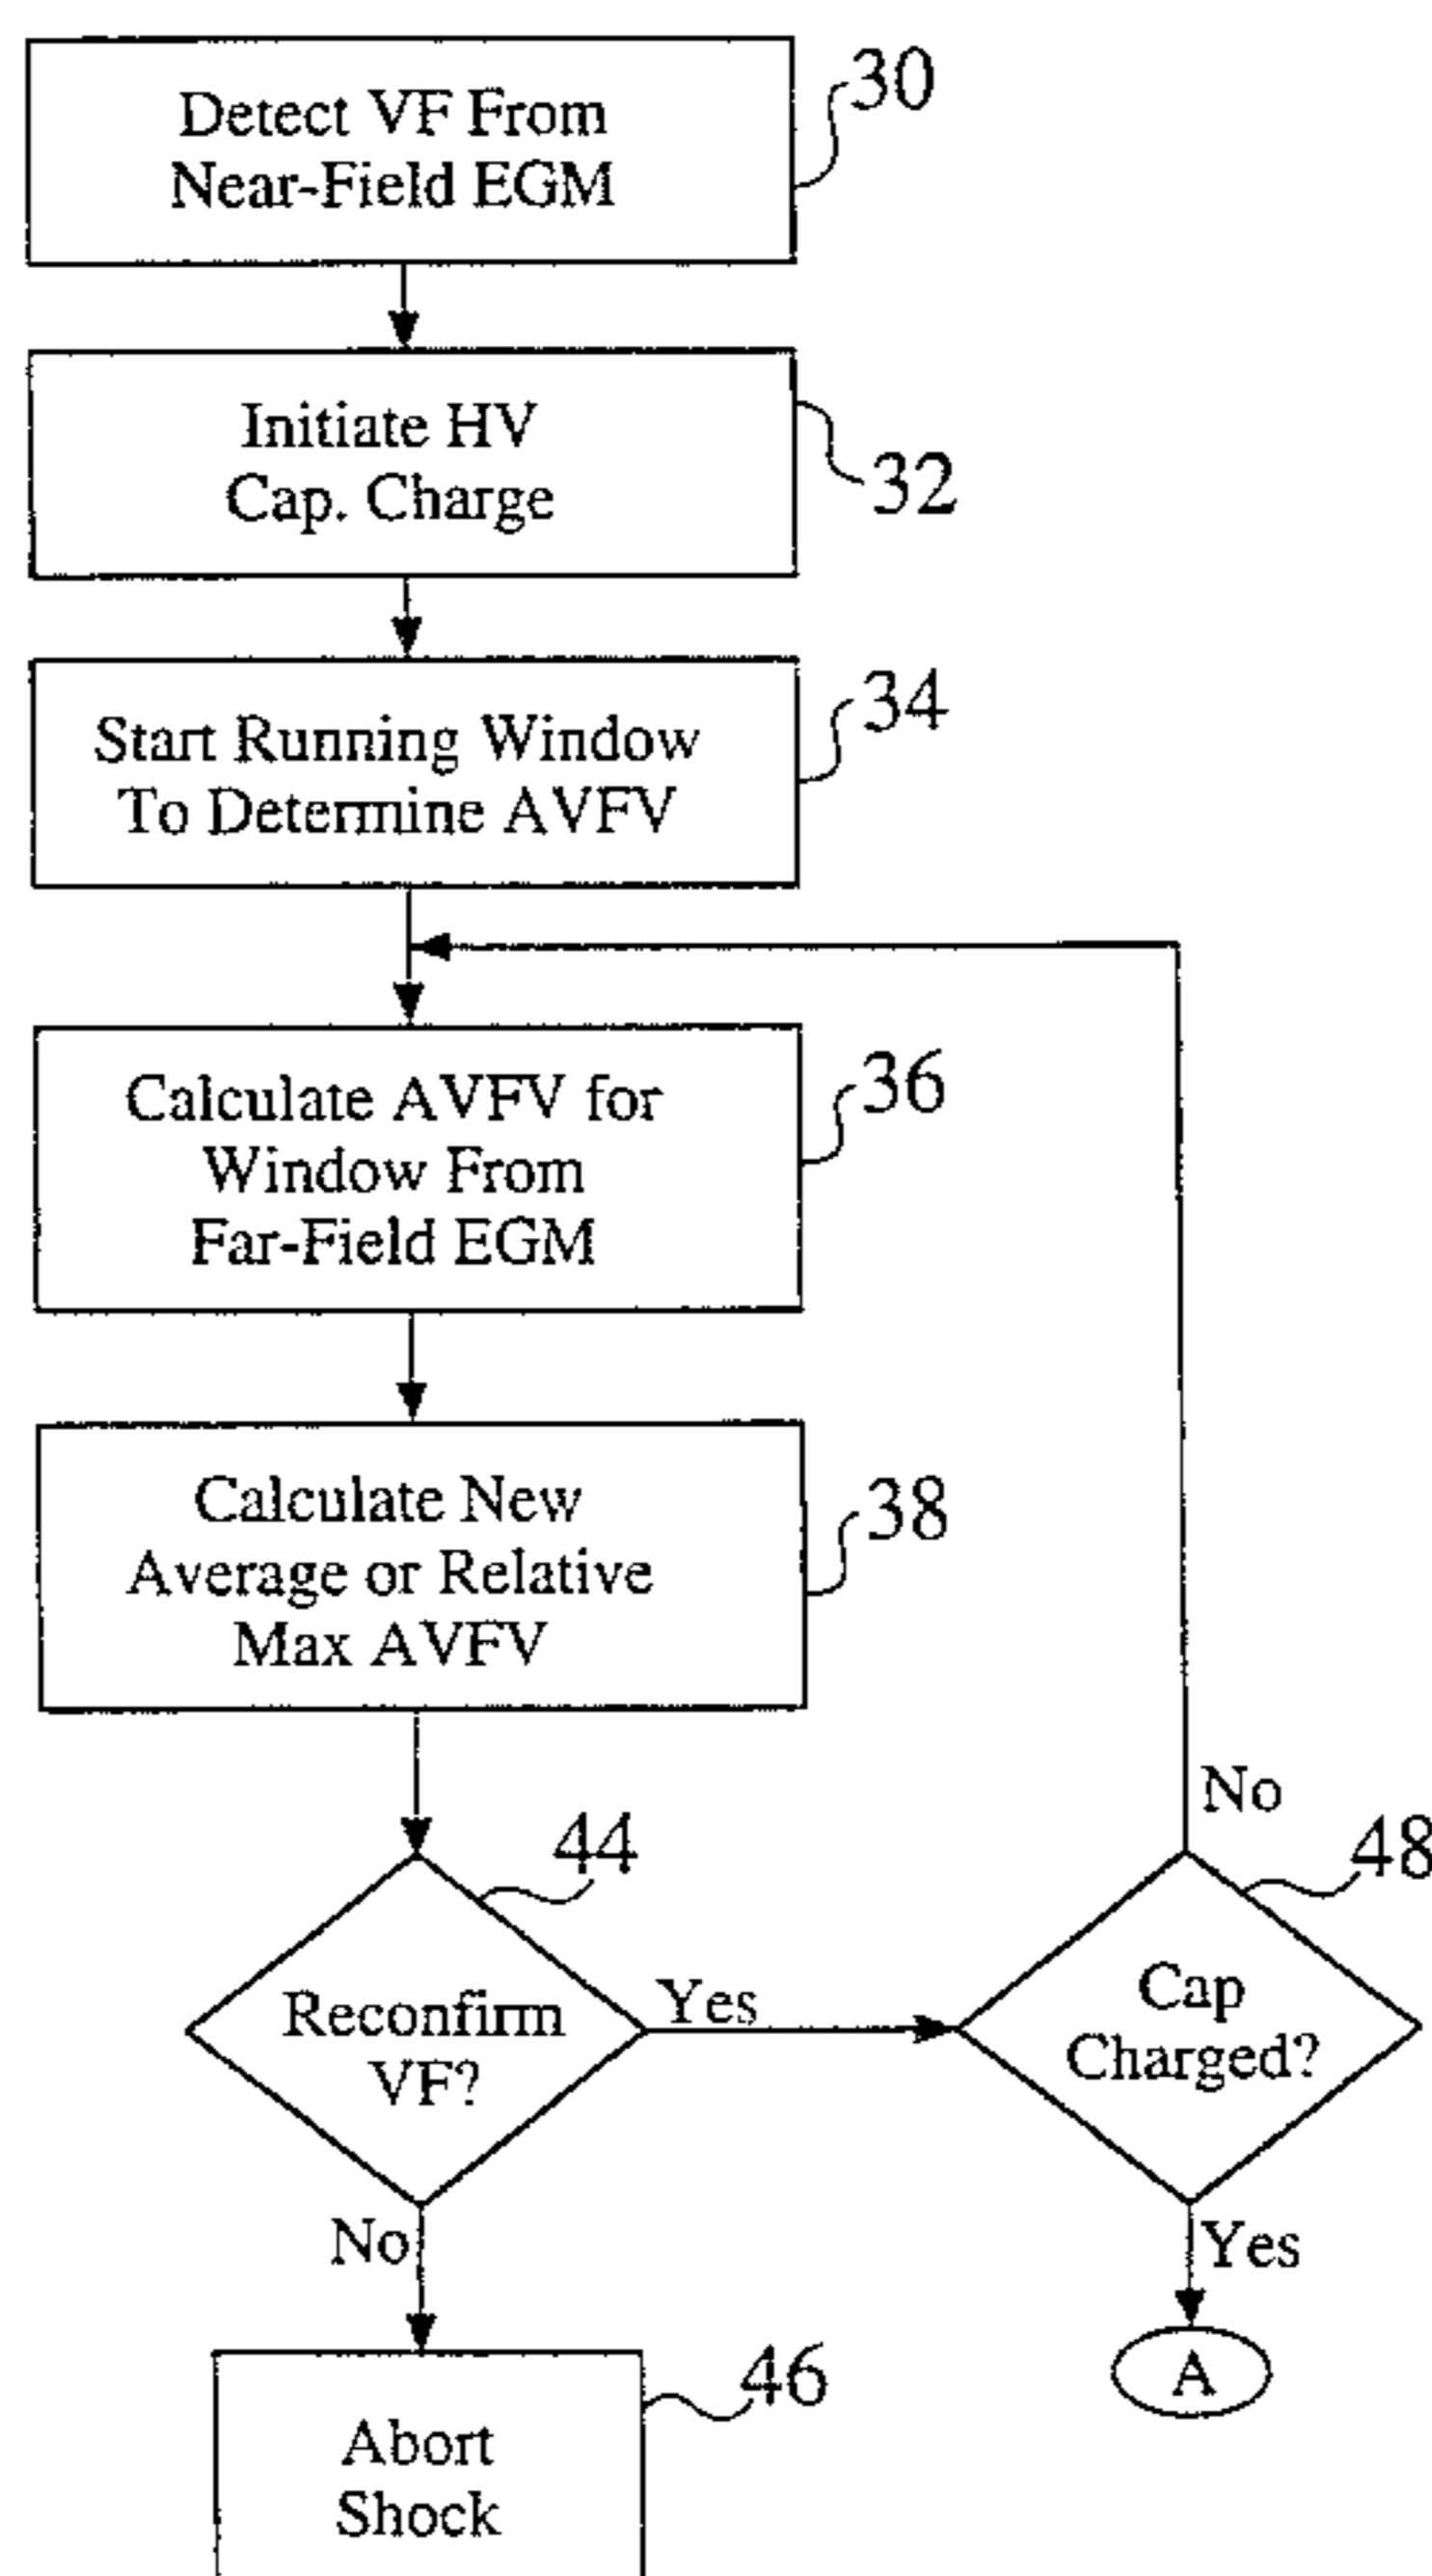 Detect VF From
Near-Field EGM
30
Initiate HV
Cap. Charge
32
Start Running Window
To Determine AVFV
34
Calculate AVFV for
Window From
Far-Field EGM
36
Calculate New
Average or Relative
Max AVFV
38
No
44
48
Reconfirm
VF?
Yes
Cap
Charged?
No
Yes
46
A
Abort
Shock